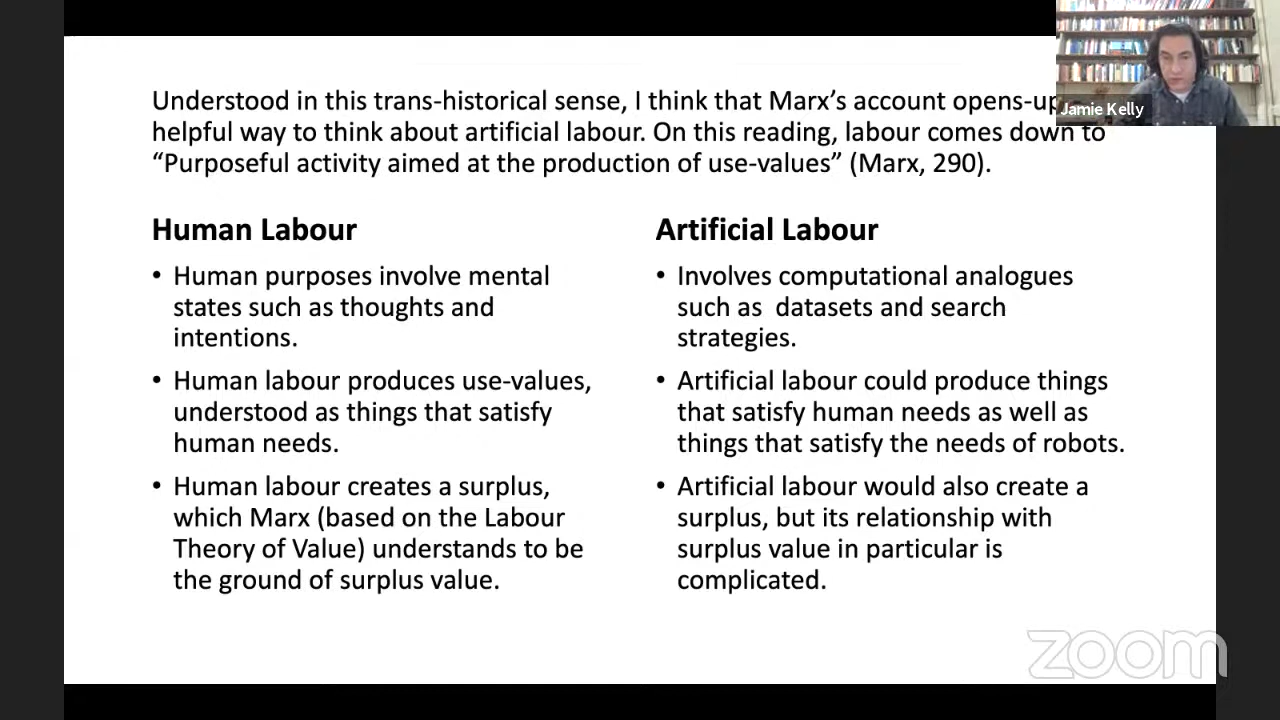 Understood in this trans-historical sense, I think that Marx's account opens-up
helpful way to think about artificial labour. On this reading, labour comes down to
“Purposeful activity aimed at the production of use-values” (Marx, 290).
Human Labour
• Human purposes involve mental
states such as thoughts and
intentions.
• Human labour produces use-values,
understood as things that satisfy
human needs.
• Human labour creates a surplus,
which Marx (based on the Labour
Theory of Value) understands to be
the ground of surplus value.
Artificial Labour
• Involves computational analogues
such as  datasets and search
strategies.
• Artificial labour could produce things
that satisfy human needs as well as
things that satisfy the needs of robots.
• Artificial labour would also create a
surplus, but its relationship with
surplus value in particular is
complicated.
Jamie Kelly
zoom